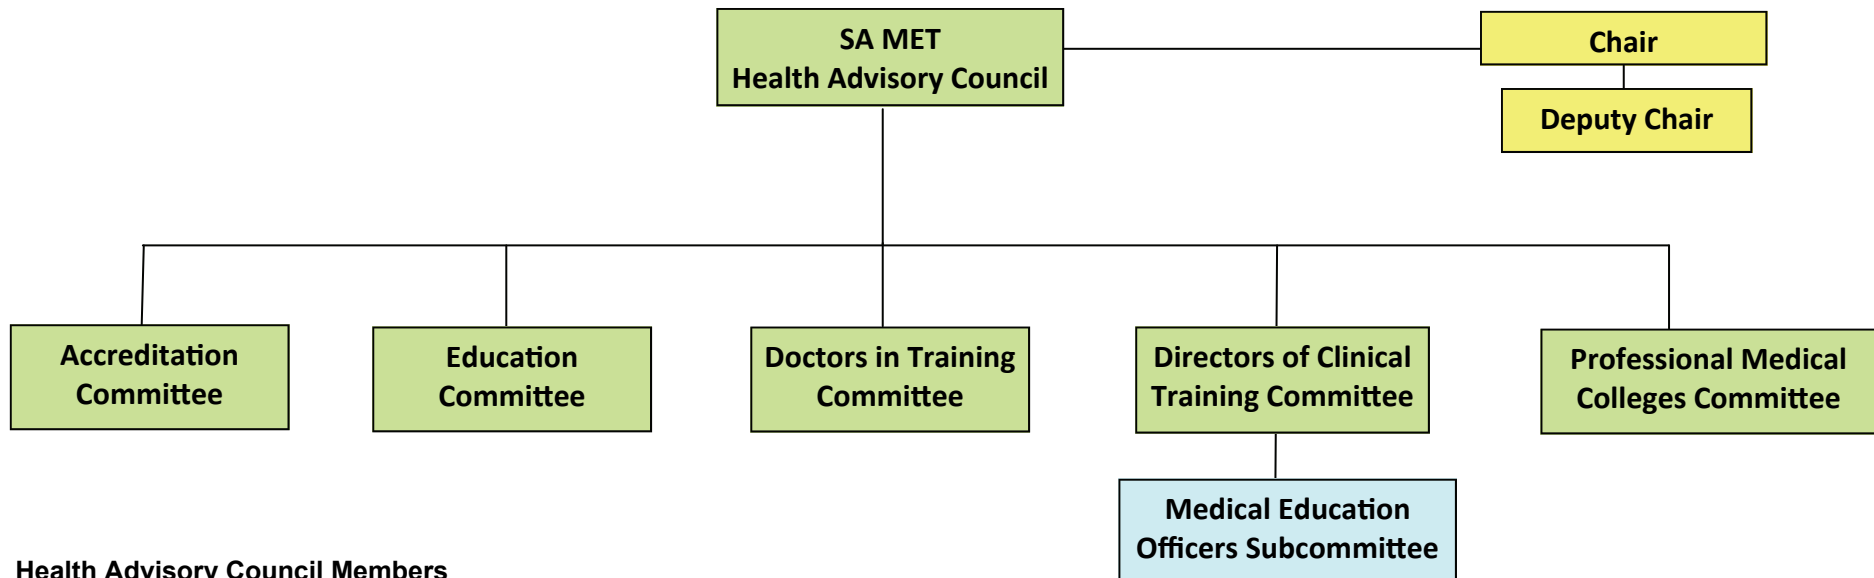 SA MET
Health Advisory Council
Chair
Deputy Chair
Accreditation
Committee
Education
Committee
Doctors in Training
Committee
Directors of Clinical
Training Committee
Professional Medical
Colleges Committee
Medical Education
Officers Subcommittee
Health Advisory Council Members